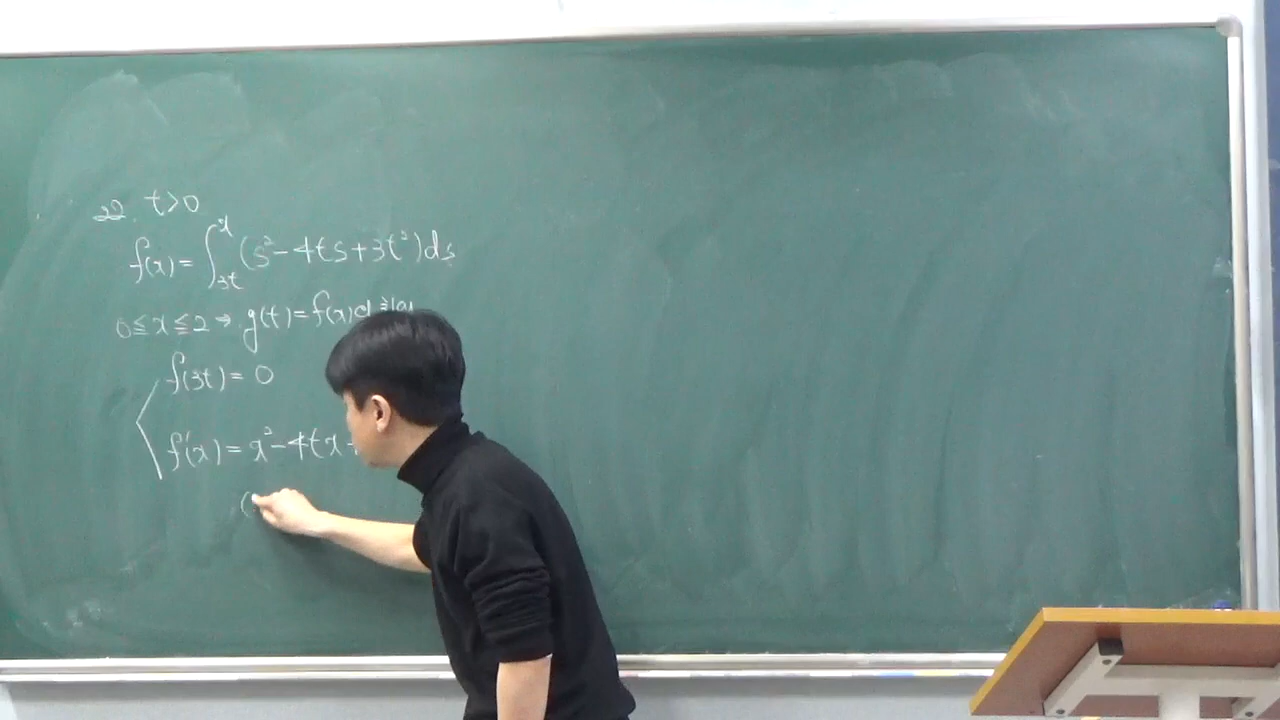 22. t>0
f(x) = ∫_{3t}^{x} (s²-4ts+3t²)ds
0≦x≦2 → g(t)=f(x)의
f(3t) = 0
f'(x) = x²-4tx
(